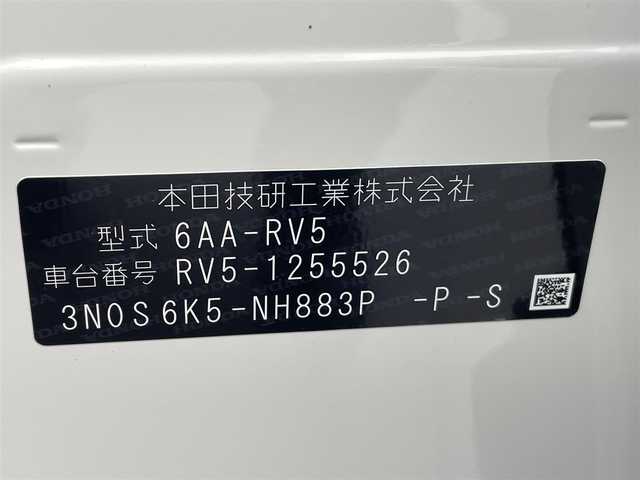 本田技研工業株式会社
型式 6AA-RV5
車台番号 RV5-1255526
3N0S6K5-NH883P -P-S